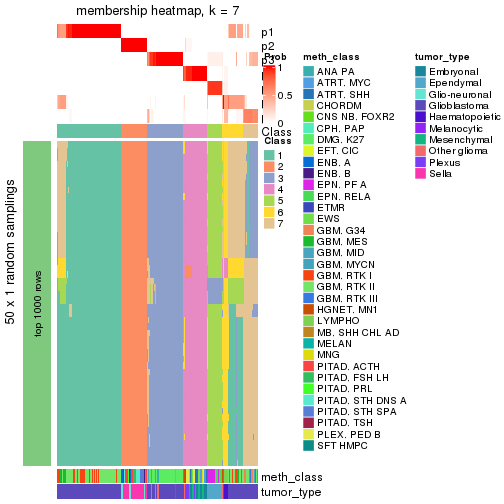 membership heatmap, k = 7
p1
p2
p3
Class
50 x 1 random samplings
top 1000 rows
meth_class
tumor_type
Prob
1
0.5
0
Class
1
2
3
4
5
6
7
meth_class
ANA PA
ATRT, MYC
ATRT, SHH
CHORDM
CNS NB, FOXR2
CPH, PAP
DMG, K27
EFT, CIC
ENB, A
ENB, B
EPN, PF A
EPN, RELA
ETMR
EWS
GBM, G34
GBM, MES
GBM, MID
GBM, MYCN
GBM, RTK I
GBM, RTK II
GBM, RTK III
HGNET, MN1
LYMPHO
MB, SHH CHL AD
MELAN
MNG
PITAD, ACTH
PITAD, FSH LH
PITAD, PRL
PITAD, STH DNS A
PITAD, STH SPA
PITAD, TSH
PLEX, PED B
SFT HMPC
tumor_type
Embryonal
Ependymal
Glio-neuronal
Glioblastoma
Haematopoietic
Melanocytic
Mesenchymal
Other glioma
Plexus
Sella